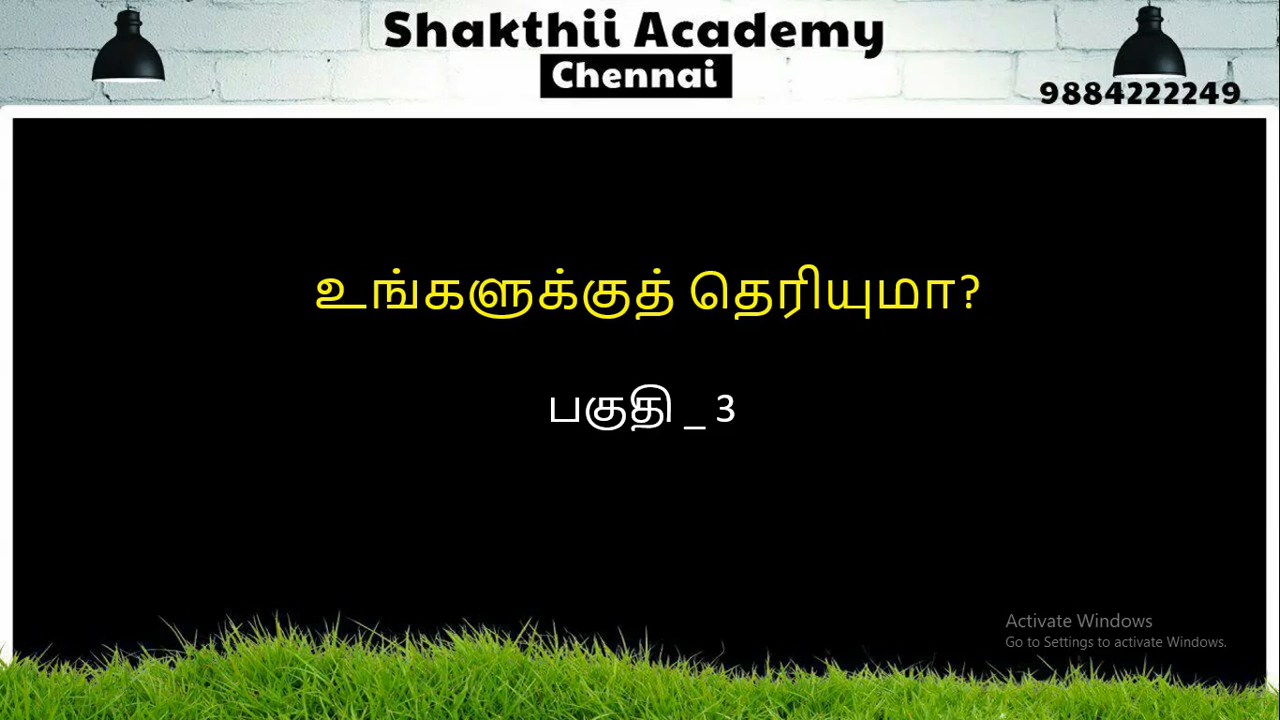 Shakthii Academy
Chennai
9884222249
உங்களுக்குத் தெரியுமா?
பகுதி _ 3
Activate Windows
Go to Settings to activate Windows.